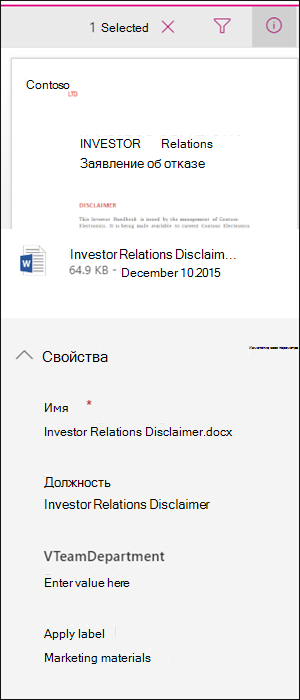 1 Selected
Contoso
LTD
INVESTOR Relations
Заявление об отказе
DISCLAIMER
This Investor Handbook is issued by the management of Contoso
Electronics. It is being made available to current Contoso Electronics
Investor Relations Disclaim...
64.9 KB - December 10.2015
Свойства
Имя *
Investor Relations Disclaimer.docx
Должность
Investor Relations Disclaimer
VTeamDepartment
Enter value here
Apply label
Marketing materials